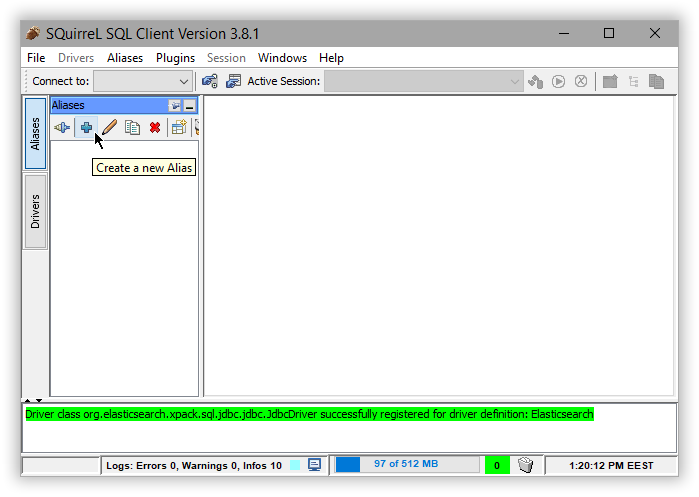 SQuirreL SQL Client Version 3.8.1
File Drivers Aliases Plugins Session Windows Help
Connect to: Active Session:
Aliases
Aliases
Create a new Alias
Drivers
Driver class org.elasticsearch.xpack.sql.jdbc.jdbc.JdbcDriver successfully registered for driver definition: Elasticsearch
Logs: Errors 0, Warnings 0, Infos 10 97 of 512 MB 0 1:20:12 PM EEST